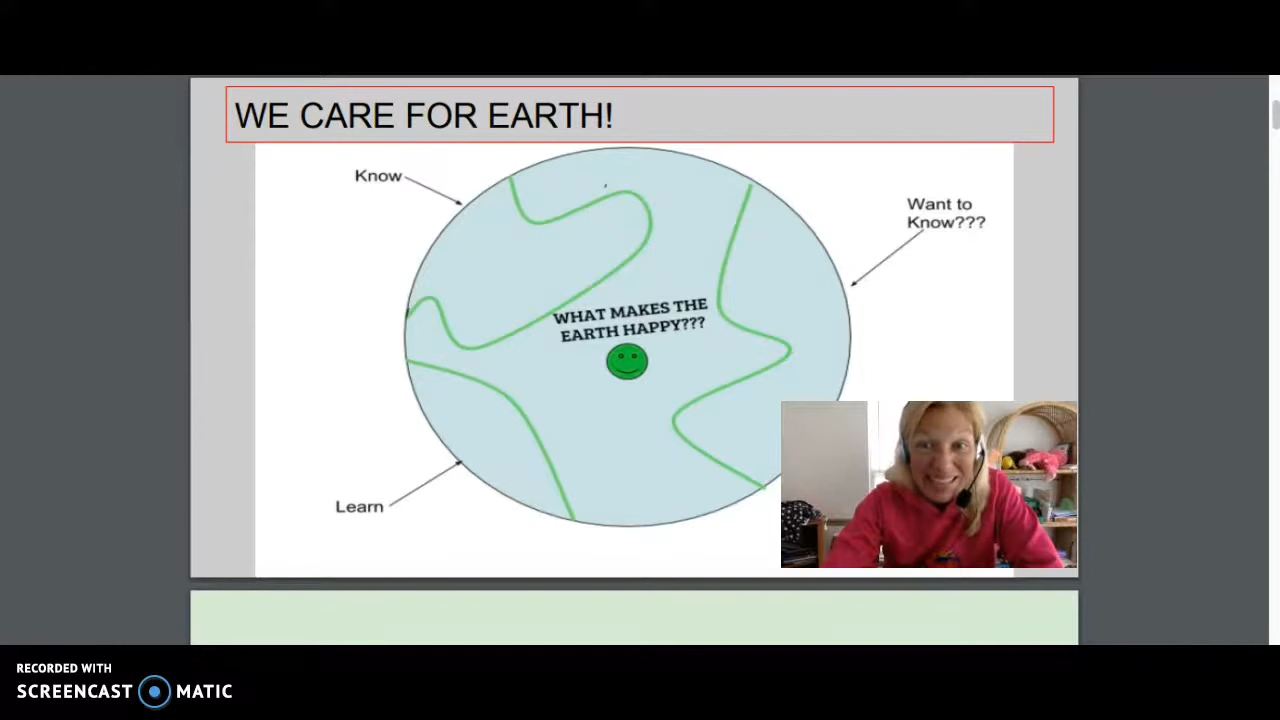 WE CARE FOR EARTH!
Know
Want to
Know???
WHAT MAKES THE
EARTH HAPPY???
Learn
RECORDED WITH
SCREENCAST MATIC